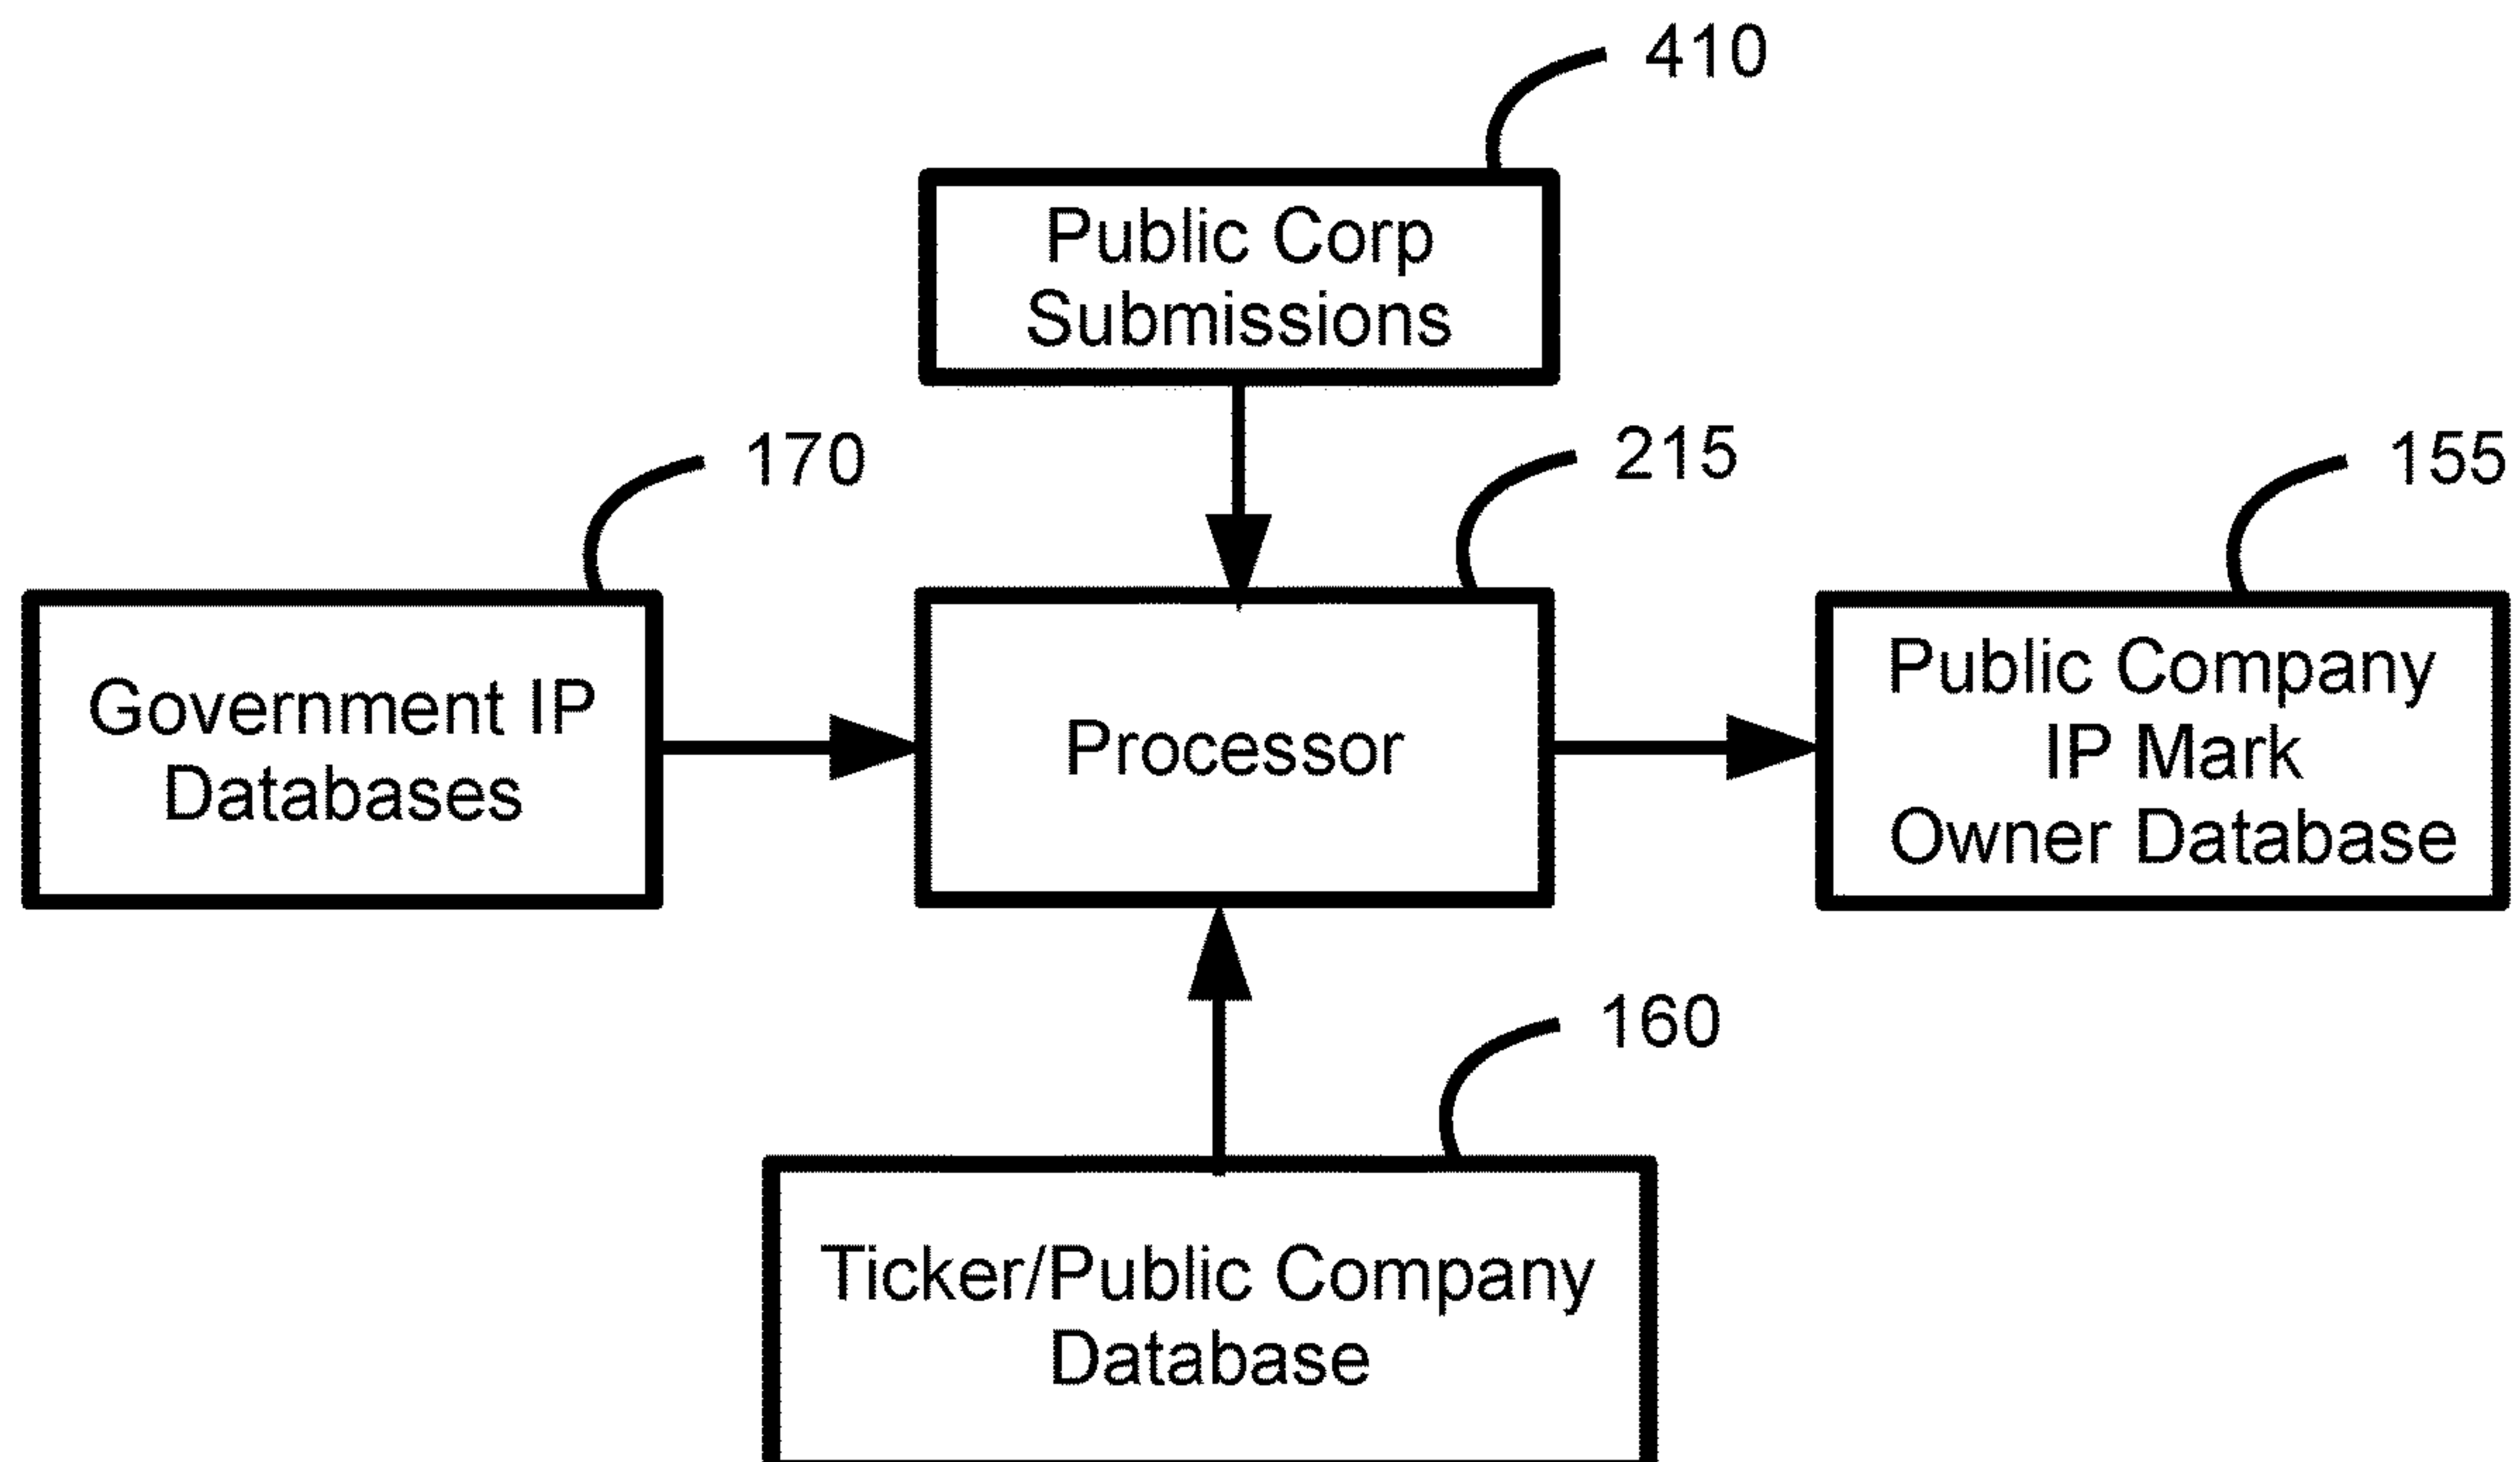 410
Public Corp
Submissions
170
215
155
Government IP
Databases
Processor
Public Company
IP Mark
Owner Database
160
Ticker/Public Company
Database